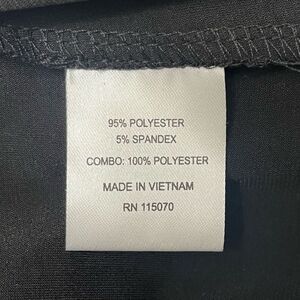 95% POLYESTER
5% SPANDEX
COMBO: 100% POLYESTER
MADE IN VIETNAM
RN 115070